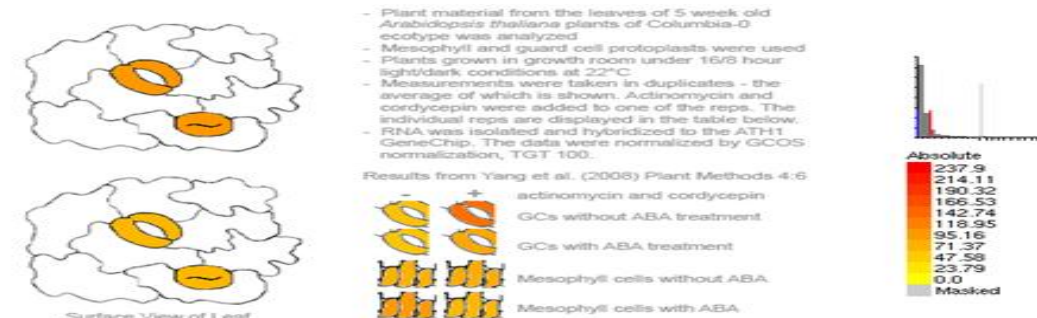 - Plant material from the leaves of 5 week old
Arabidopsis thaliana plants of Columbia-0
ecotype was analyzed
- Mesophyll and guard cell protoplasts were used
- Plants grown in growth room under 16/8 hour
light/dark conditions at 22°C
- Measurements were taken in duplicates - the
average of which is shown. Actinomycin and
cordycepin were added to one of the reps. The
individual reps are displayed in the table below.
- RNA was isolated and hybridized to the ATH1
GeneChip. The data were normalized by GCOS
normalization, TGT 100.
Results from Yang et al. (2008) Plant Methods 4:6
- + actinomycin and cordycepin
GCs without ABA treatment
GCs with ABA treatment
Mesophyll cells without ABA
Mesophyll cells with ABA
Surface View of Leaf
Absolute
237.9
214.11
190.32
166.53
142.74
118.95
95.16
71.37
47.58
23.79
0.0
Masked